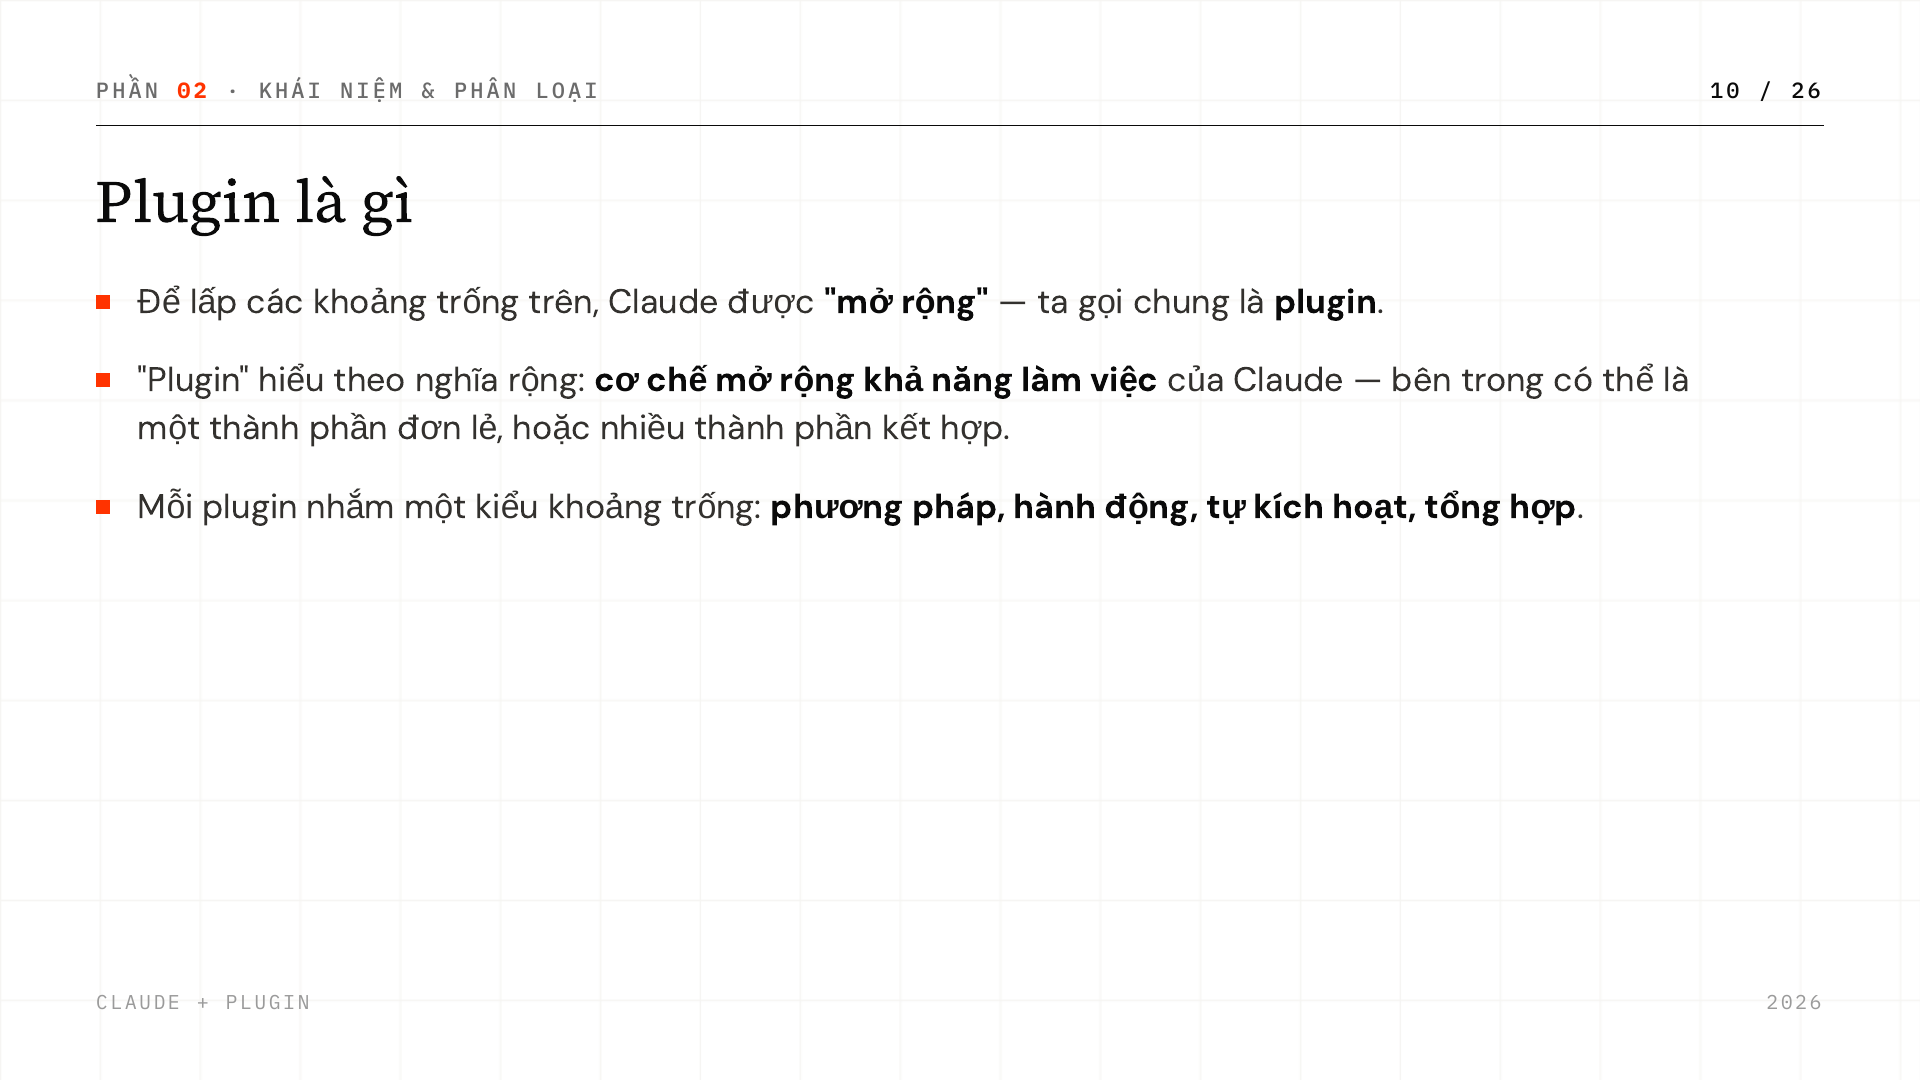 PHẦN 02 · KHÁI NIỆM & PHÂN LOẠI
10 / 26
Plugin là gì
Để lấp các khoảng trống trên, Claude được "mở rộng" — ta gọi chung là plugin.
"Plugin" hiểu theo nghĩa rộng: cơ chế mở rộng khả năng làm việc của Claude — bên trong có thể là
một thành phần đơn lẻ, hoặc nhiều thành phần kết hợp.
Mỗi plugin nhắm một kiểu khoảng trống: phương pháp, hành động, tự kích hoạt, tổng hợp.
CLAUDE + PLUGIN
2026